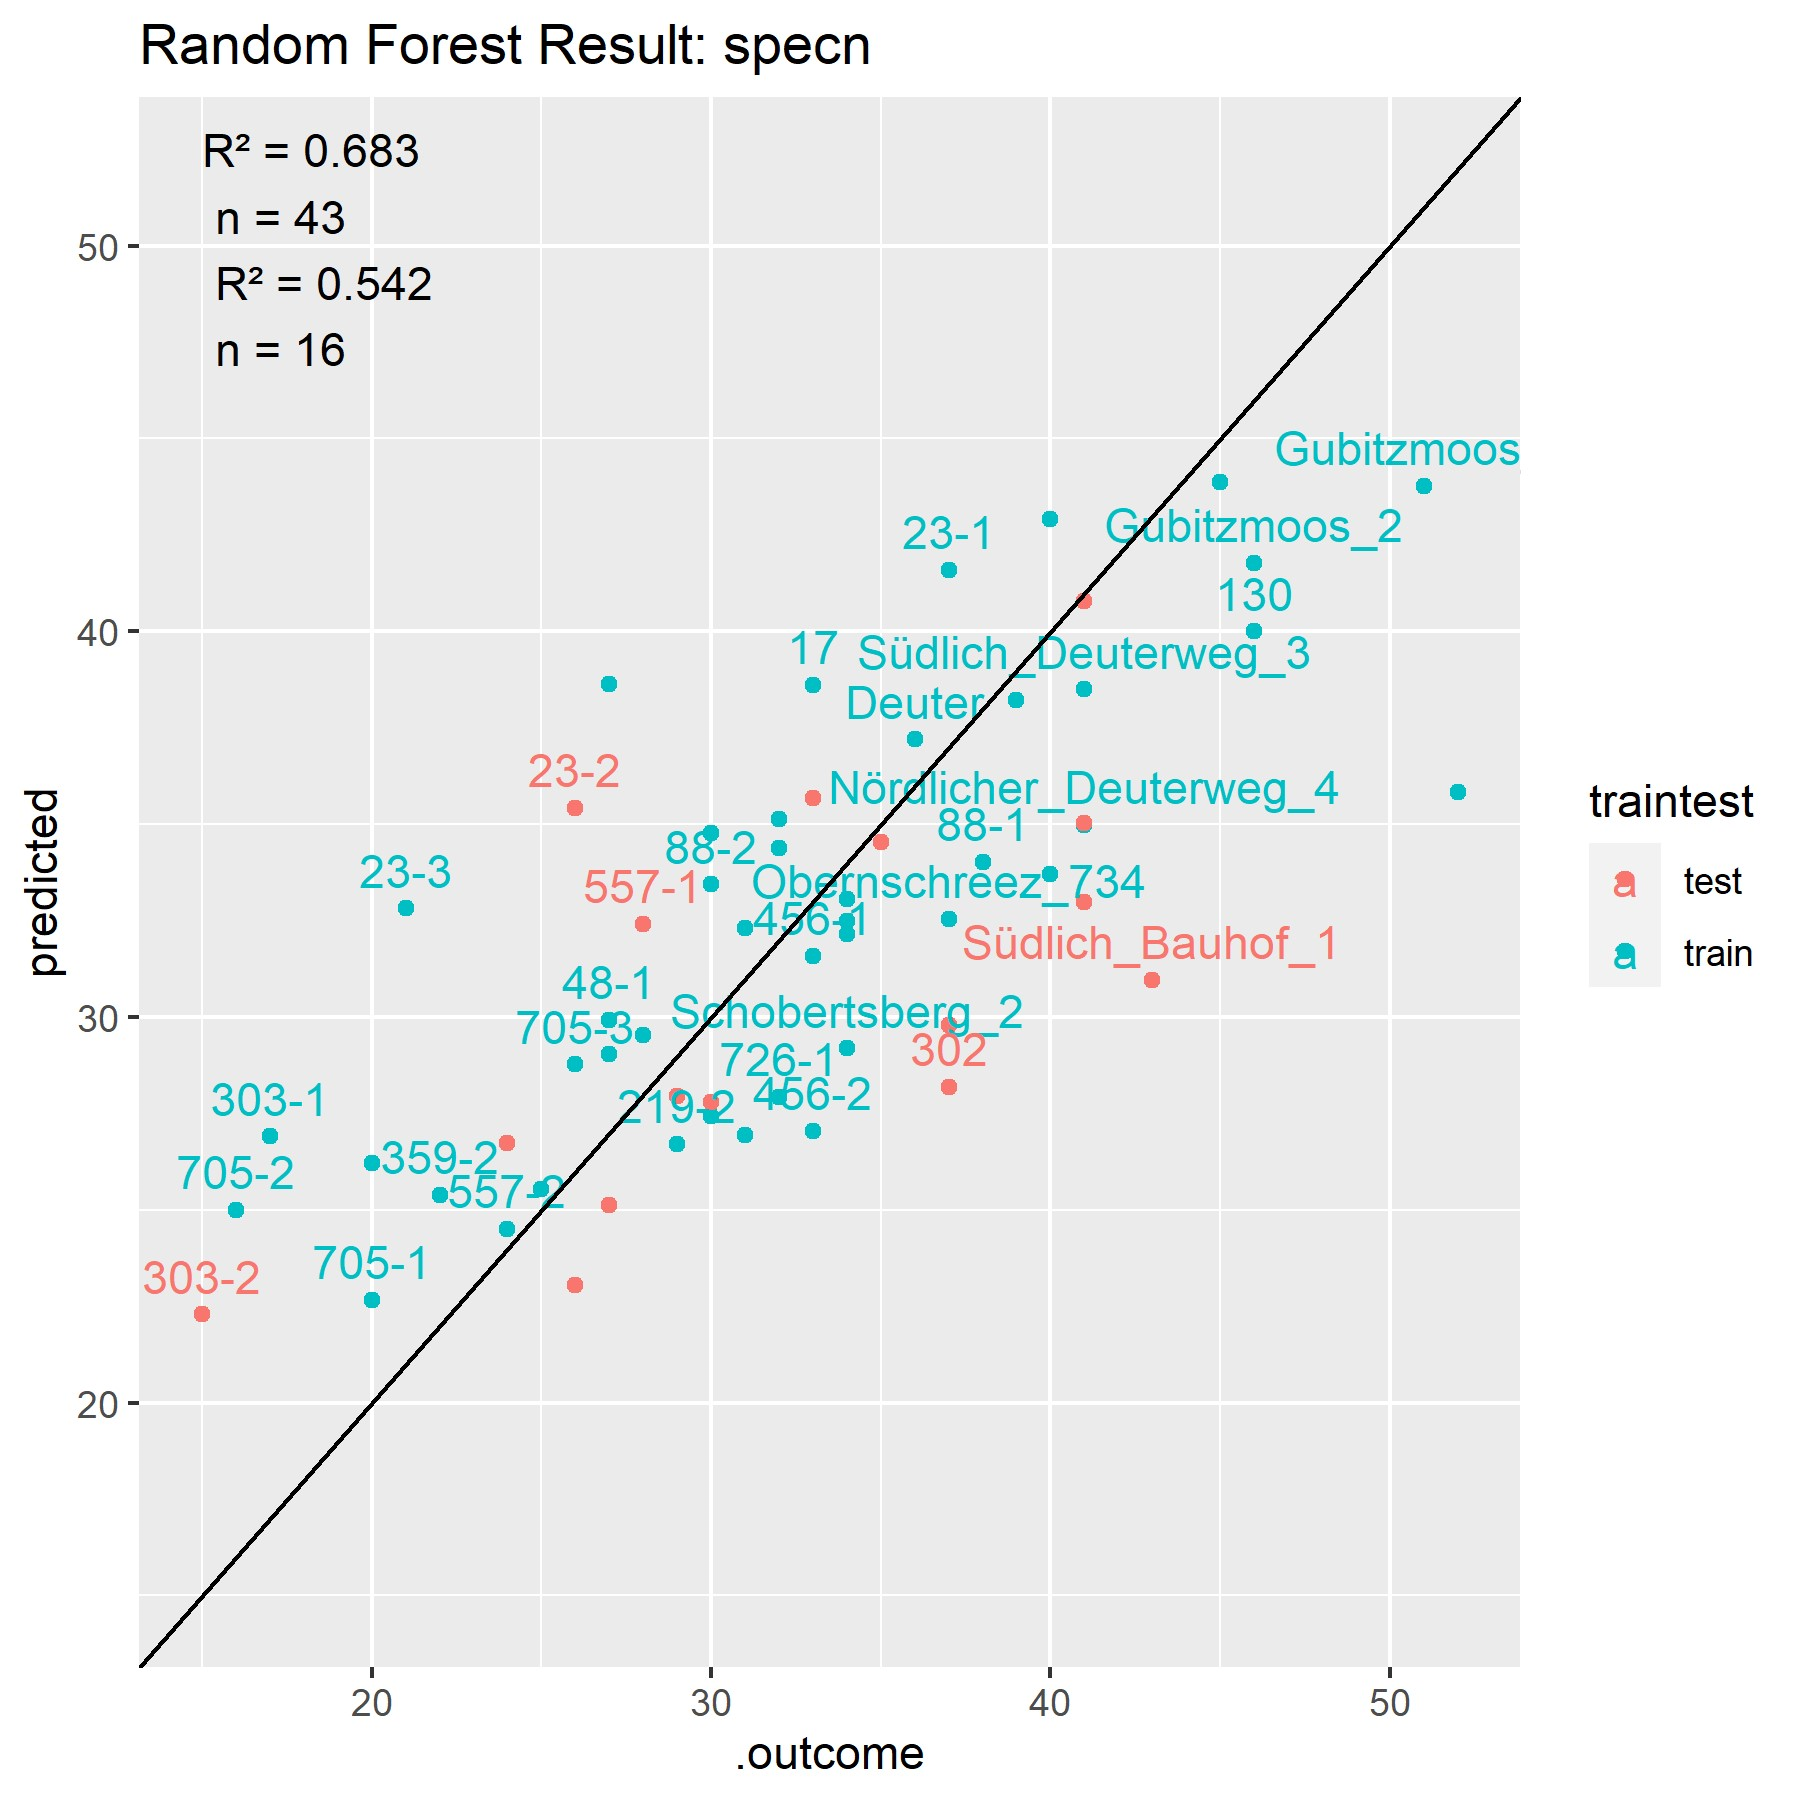 Random Forest Result: specn
R² = 0.683
n = 43
R² = 0.542
n = 16
50
40
30
20
predicted
Gubitzmoos
23-1
Gubitzmoos_2
130
17
Südlich_Deuterweg_3
Deuter
23-2
Nördlicher_Deuterweg_4
88-1
88-2
23-3
557-1
Obernschreez_734
456-1
Südlich_Bauhof_1
48-1
705-3
Schobertsberg_2
302
726-1
303-1
219-2
456-2
705-2
359-2
557-2
303-2
705-1
20
30
40
50
.outcome
traintest
a test
a train